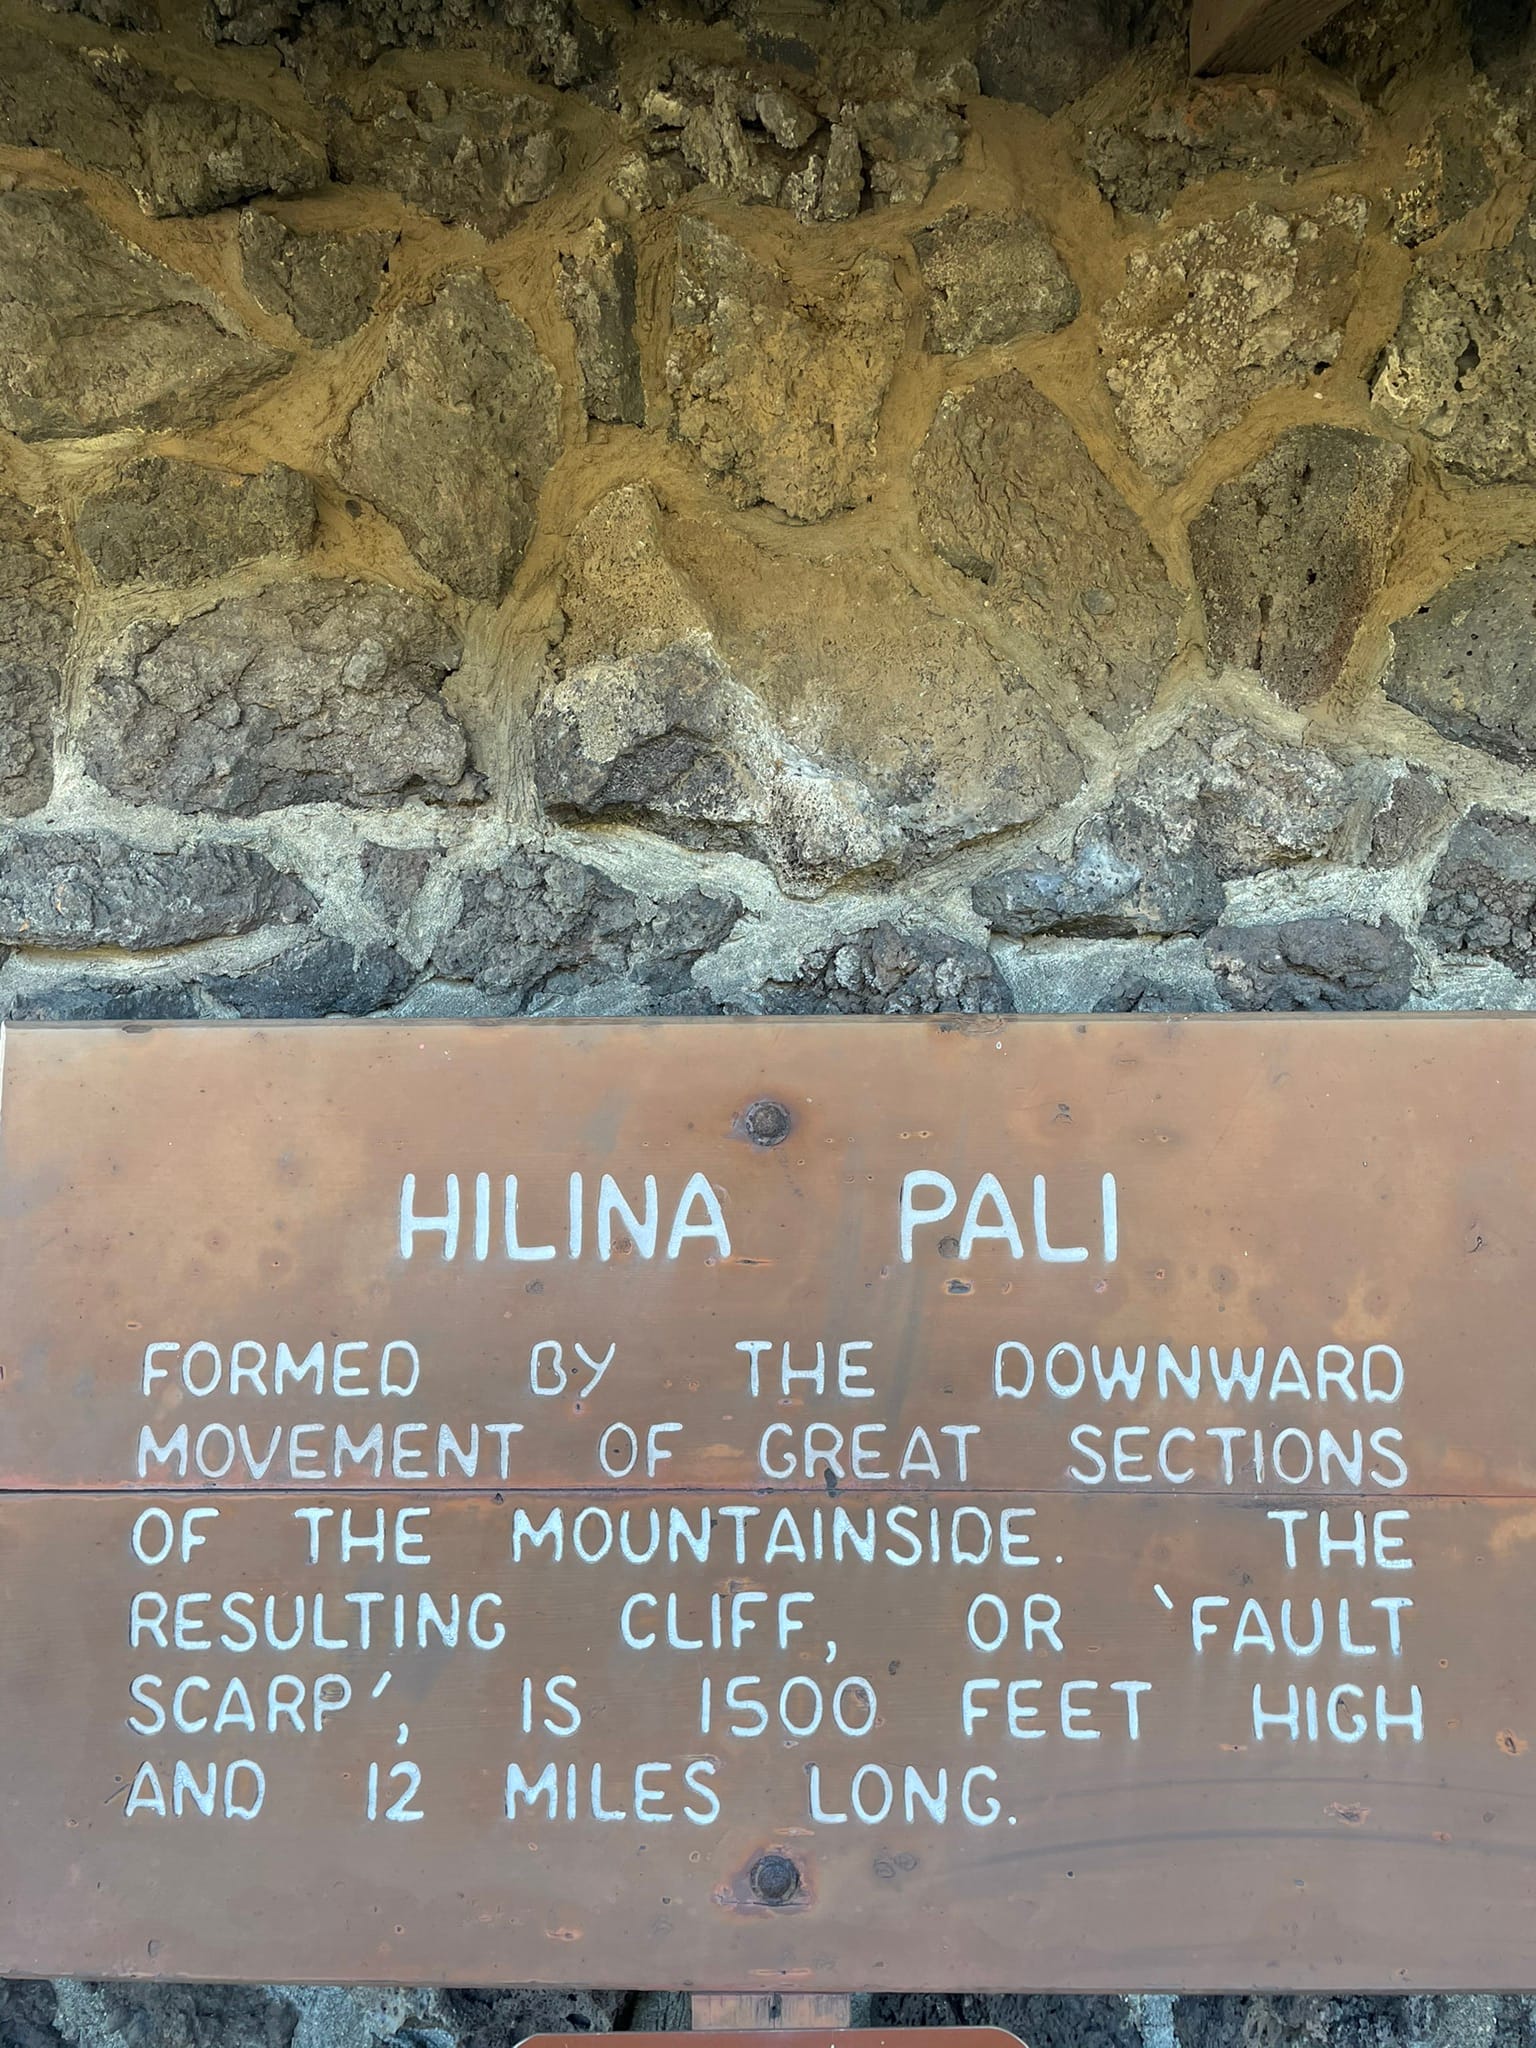 HILINA PALI
FORMED BY THE DOWNWARD
MOVEMENT OF GREAT SECTIONS
OF THE MOUNTAINSIDE. THE
RESULTING CLIFF, OR 'FAULT
SCARP', IS 1500 FEET HIGH
AND 12 MILES LONG.